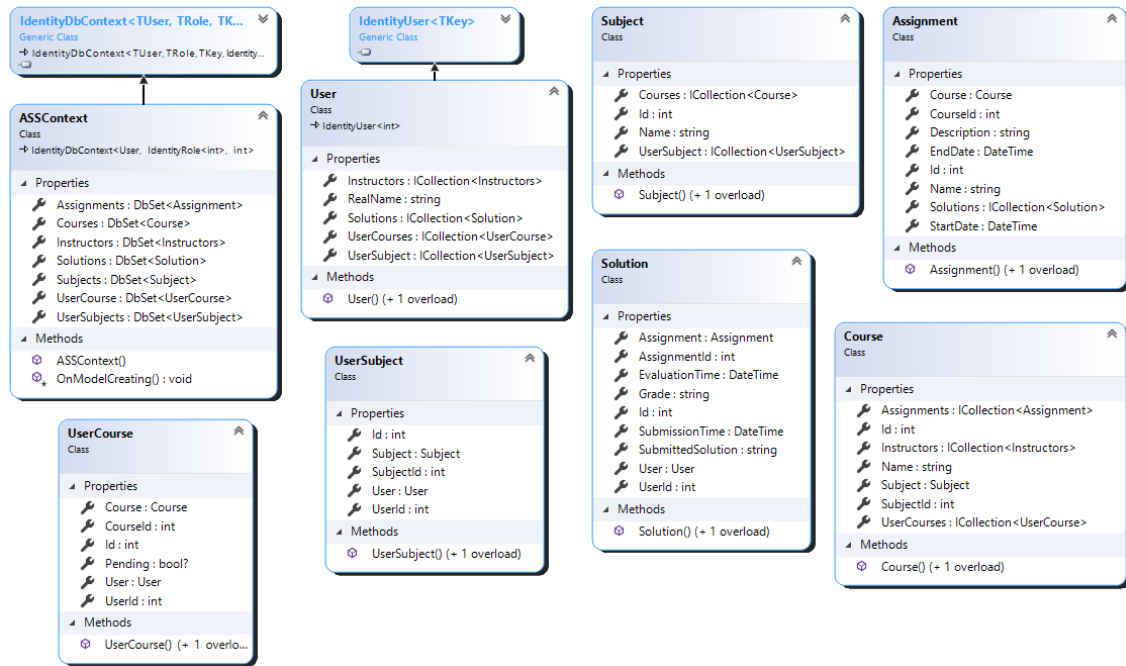 IdentityDbContext<TUser, TRole, TK...
Generic Class
IdentityDbContext<TUser, TRole, TKey, Identity...
ASSContext
Class
IdentityDbContext<User, IdentityRole<int>, int>
Properties
Assignments : DbSet<Assignment>
Courses : DbSet<Course>
Instructors : DbSet<Instructors>
Solutions : DbSet<Solution>
Subjects : DbSet<Subject>
UserCourse : DbSet<UserCourse>
UserSubjects : DbSet<UserSubject>
Methods
ASSContext()
OnModelCreating() : void
UserCourse
Class
Properties
Course : Course
CourseId : int
Id : int
Pending : bool?
User : User
UserId : int
Methods
UserCourse() (+ 1 overlo...
IdentityUser<TKey>
Generic Class
User
Class
IdentityUser<int>
Properties
Instructors : ICollection<Instructors>
RealName : string
Solutions : ICollection<Solution>
UserCourses : ICollection<UserCourse>
UserSubject : ICollection<UserSubject>
Methods
User() (+ 1 overload)
UserSubject
Class
Properties
Id : int
Subject : Subject
SubjectId : int
User : User
UserId : int
Methods
UserSubject() (+ 1 overload)
Subject
Class
Properties
Courses : ICollection<Course>
Id : int
Name : string
UserSubject : ICollection<UserSubject>
Methods
Subject() (+ 1 overload)
Solution
Class
Properties
Assignment : Assignment
AssignmentId : int
EvaluationTime : DateTime
Grade : string
Id : int
SubmissionTime : DateTime
SubmittedSolution : string
User : User
UserId : int
Methods
Solution() (+ 1 overload)
Assignment
Class
Properties
Course : Course
CourseId : int
Description : string
EndDate : DateTime
Id : int
Name : string
Solutions : ICollection<Solution>
StartDate : DateTime
Methods
Assignment() (+ 1 overload)
Course
Class
Properties
Assignments : ICollection<Assignment>
Id : int
Instructors : ICollection<Instructors>
Name : string
Subject : Subject
SubjectId : int
UserCourses : ICollection<UserCourse>
Methods
Course() (+ 1 overload)